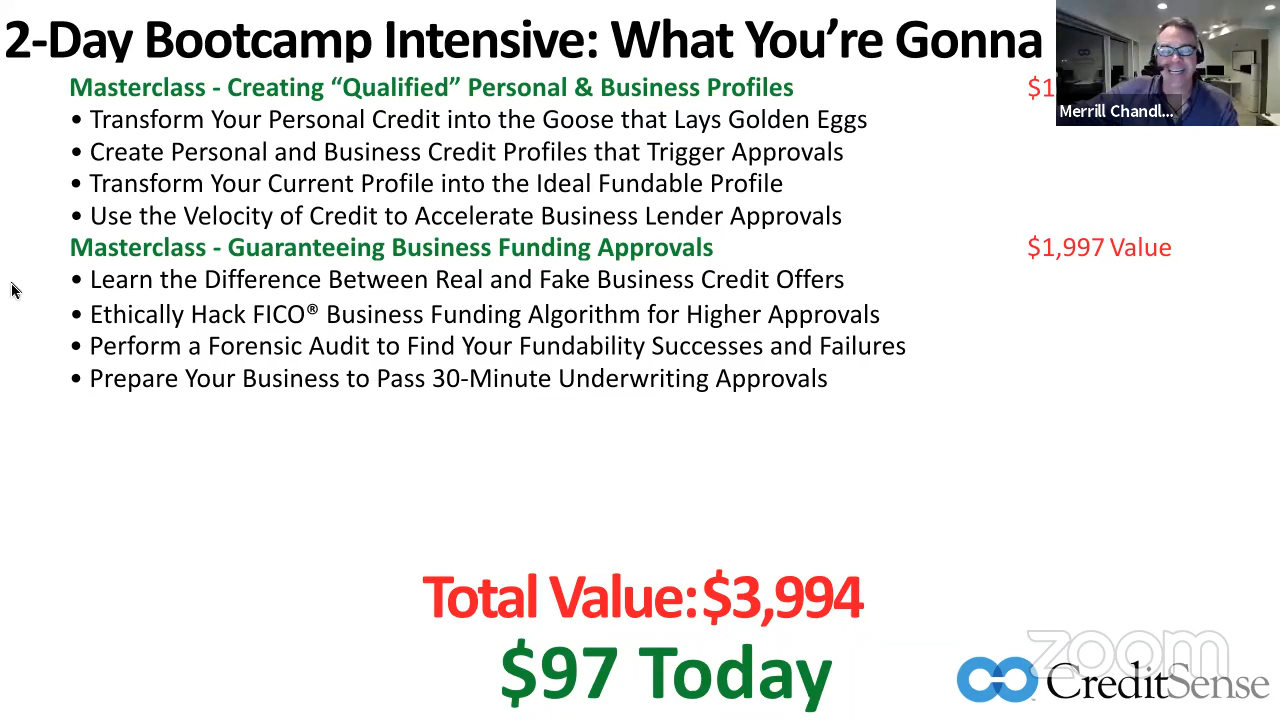 2-Day Bootcamp Intensive: What You’re Gonna
Masterclass - Creating “Qualified” Personal & Business Profiles
$1
Merrill Chandl...
• Transform Your Personal Credit into the Goose that Lays Golden Eggs
• Create Personal and Business Credit Profiles that Trigger Approvals
• Transform Your Current Profile into the Ideal Fundable Profile
• Use the Velocity of Credit to Accelerate Business Lender Approvals
Masterclass - Guaranteeing Business Funding Approvals $1,997 Value
• Learn the Difference Between Real and Fake Business Credit Offers
• Ethically Hack FICO® Business Funding Algorithm for Higher Approvals
• Perform a Forensic Audit to Find Your Fundability Successes and Failures
• Prepare Your Business to Pass 30-Minute Underwriting Approvals
Total Value: $3,994
$97 Today
zoom
CreditSense